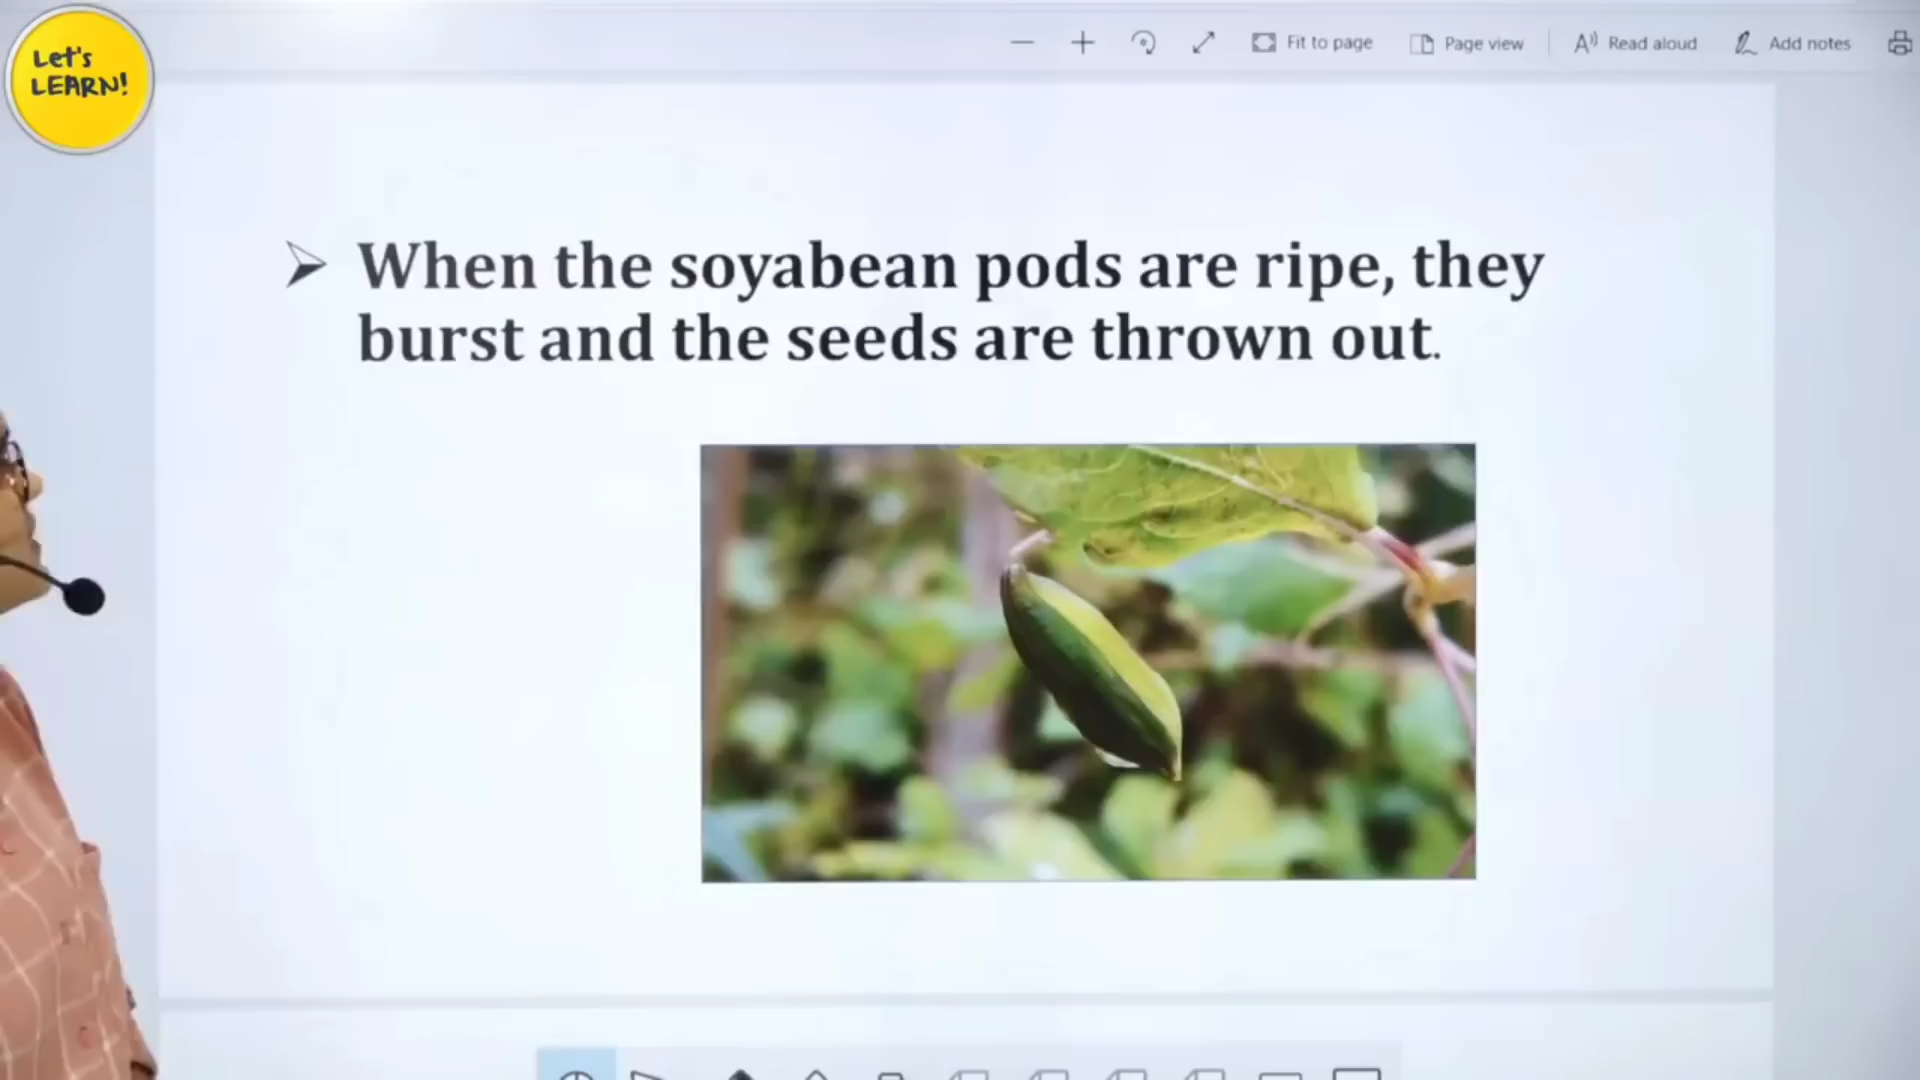 Let's
LEARN!
Fit to page
Page view
Read aloud
Add notes
When the soyabean pods are ripe, they
burst and the seeds are thrown out.